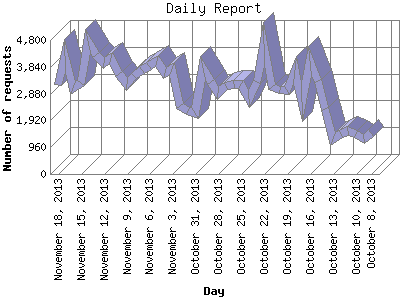 Daily Report
Number of requests
4,800
3,840
2,880
1,920
960
0
November 18, 2013
November 15, 2013
November 12, 2013
November 9, 2013
November 6, 2013
November 3, 2013
October 31, 2013
October 28, 2013
October 25, 2013
October 22, 2013
October 19, 2013
October 16, 2013
October 13, 2013
October 10, 2013
October 8, 2013
Day